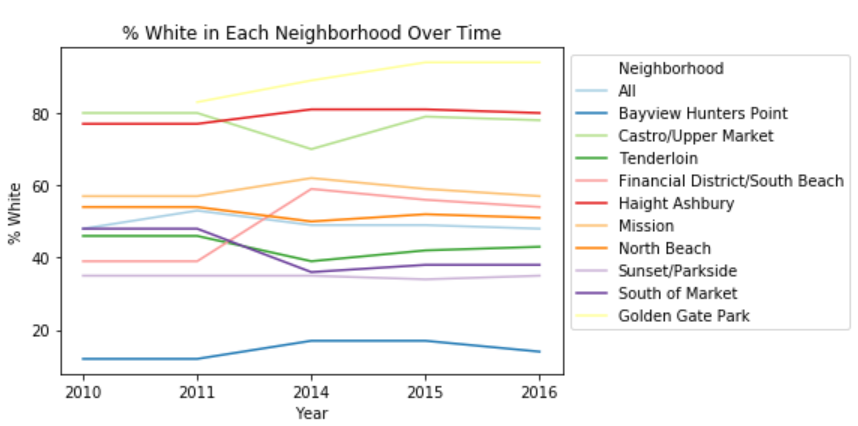 % White in Each Neighborhood Over Time
% White
80
60
40
20
2010 2011 2014 2015 2016
Year
Neighborhood
All
Bayview Hunters Point
Castro/Upper Market
Tenderloin
Financial District/South Beach
Haight Ashbury
Mission
North Beach
Sunset/Parkside
South of Market
Golden Gate Park